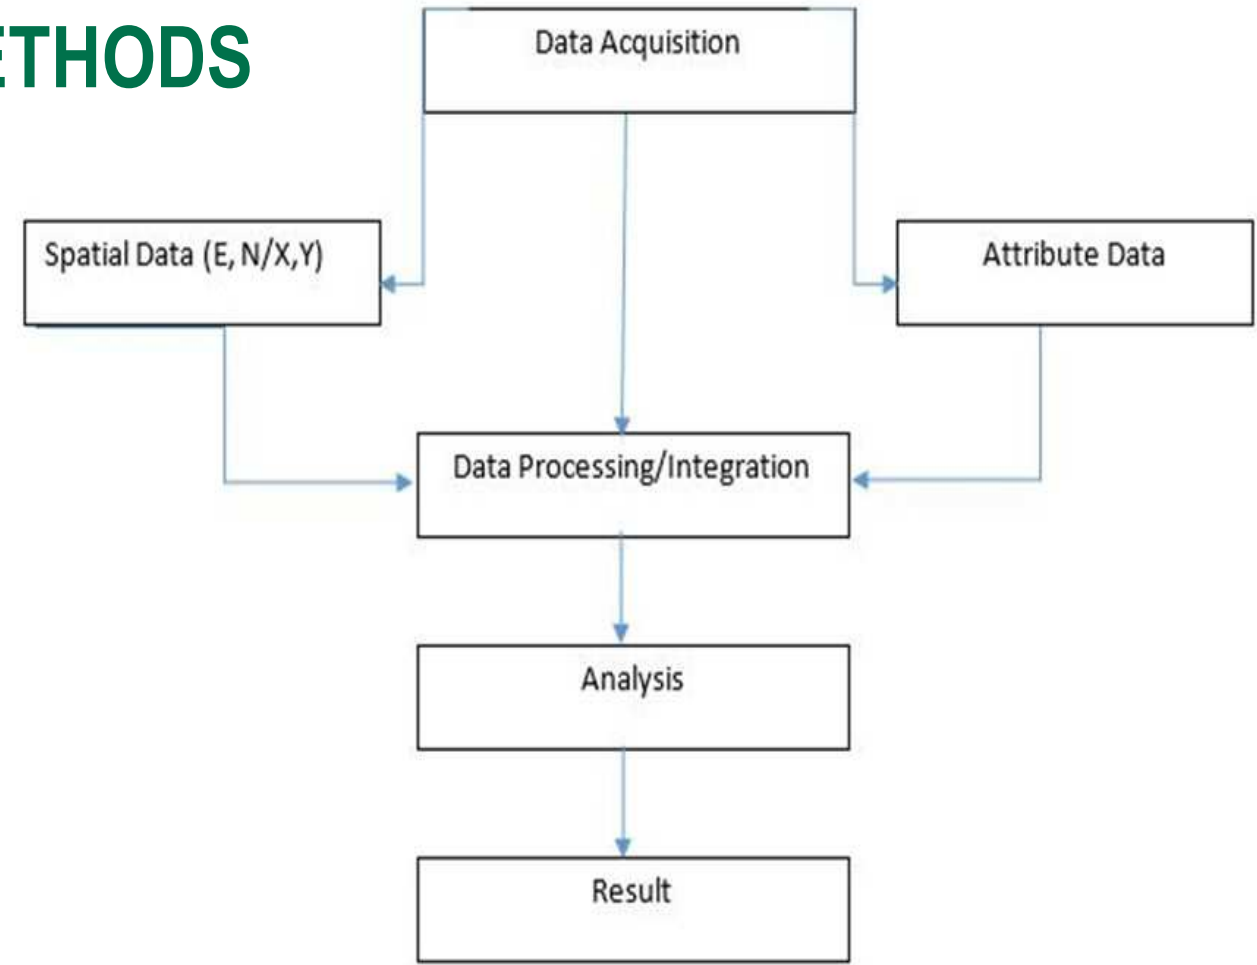 ETHODS
Data Acquisition
Spatial Data (E, N/X,Y)
Attribute Data
Data Processing/Integration
Analysis
Result